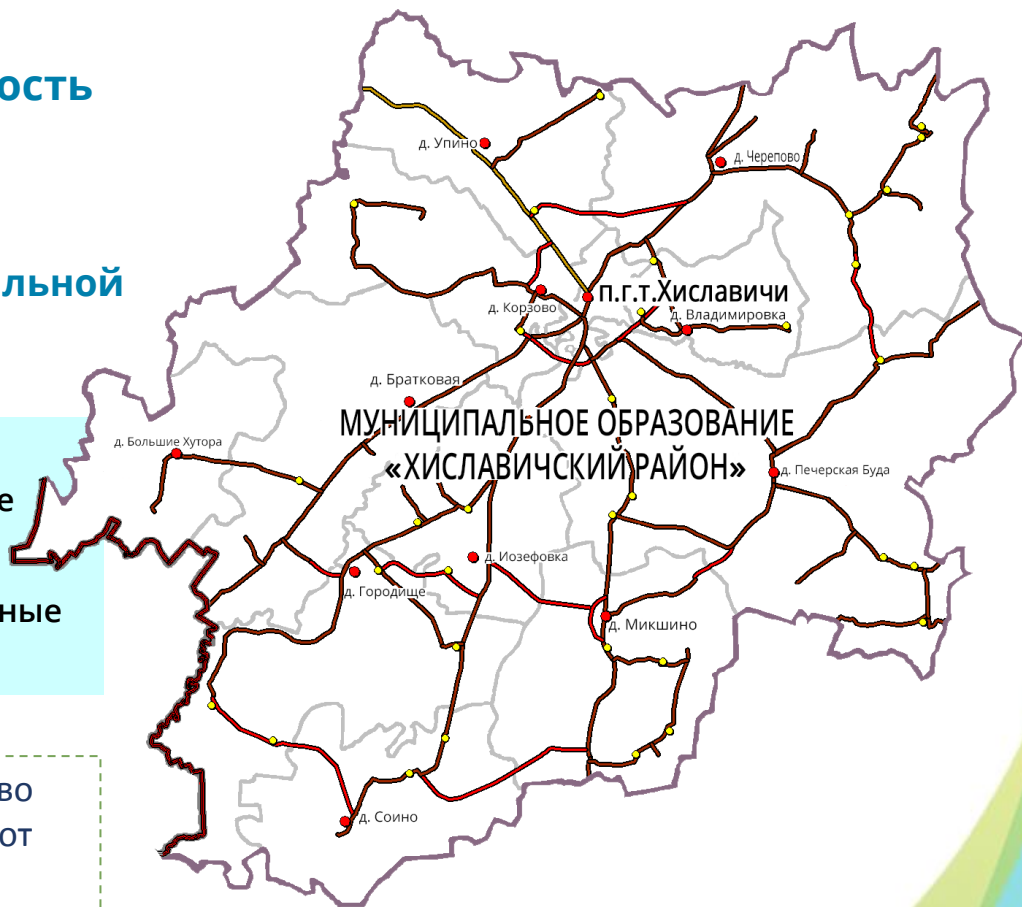 ость
льной
е
ные
во
от
д. Упино
д. Черепово
п.г.т.Хиславичи
д. Корзово
д. Владимировка
д. Братковая
МУНИЦИПАЛЬНОЕ ОБРАЗОВАНИЕ
«ХИСЛАВИЧСКИЙ РАЙОН»
д. Большие Хутора
д. Печерская Буда
д. Иозефовка
д. Городище
д. Микшино
д. Соино